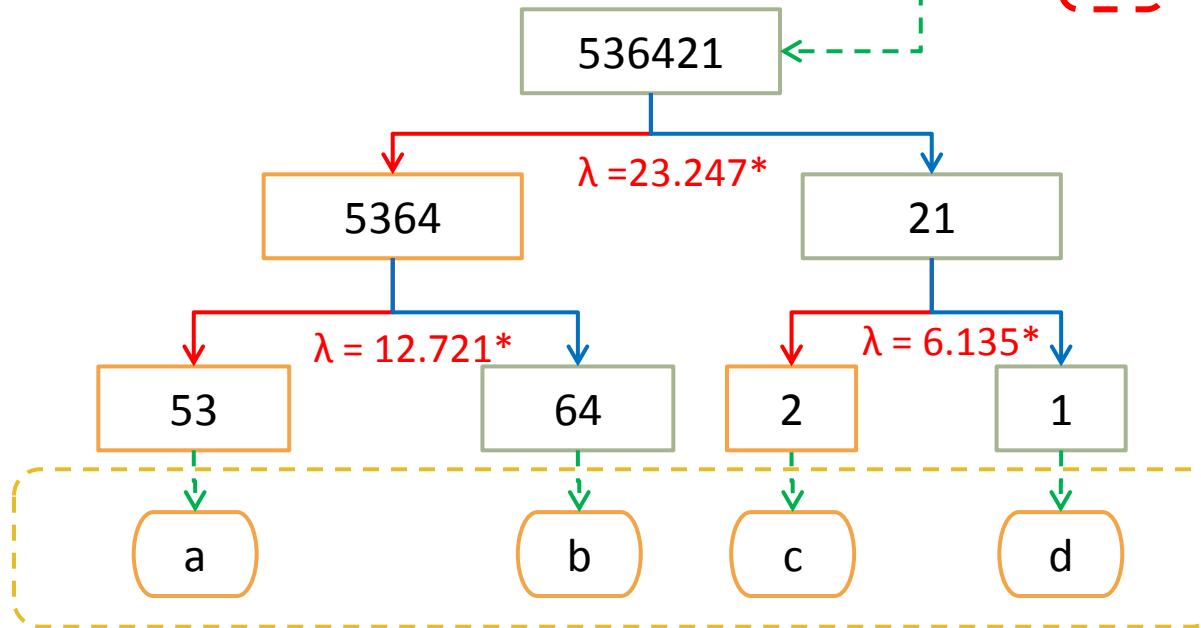 536421
λ =23.247*
5364
21
λ = 12.721*
λ = 6.135*
53
64
2
1
a
b
c
d